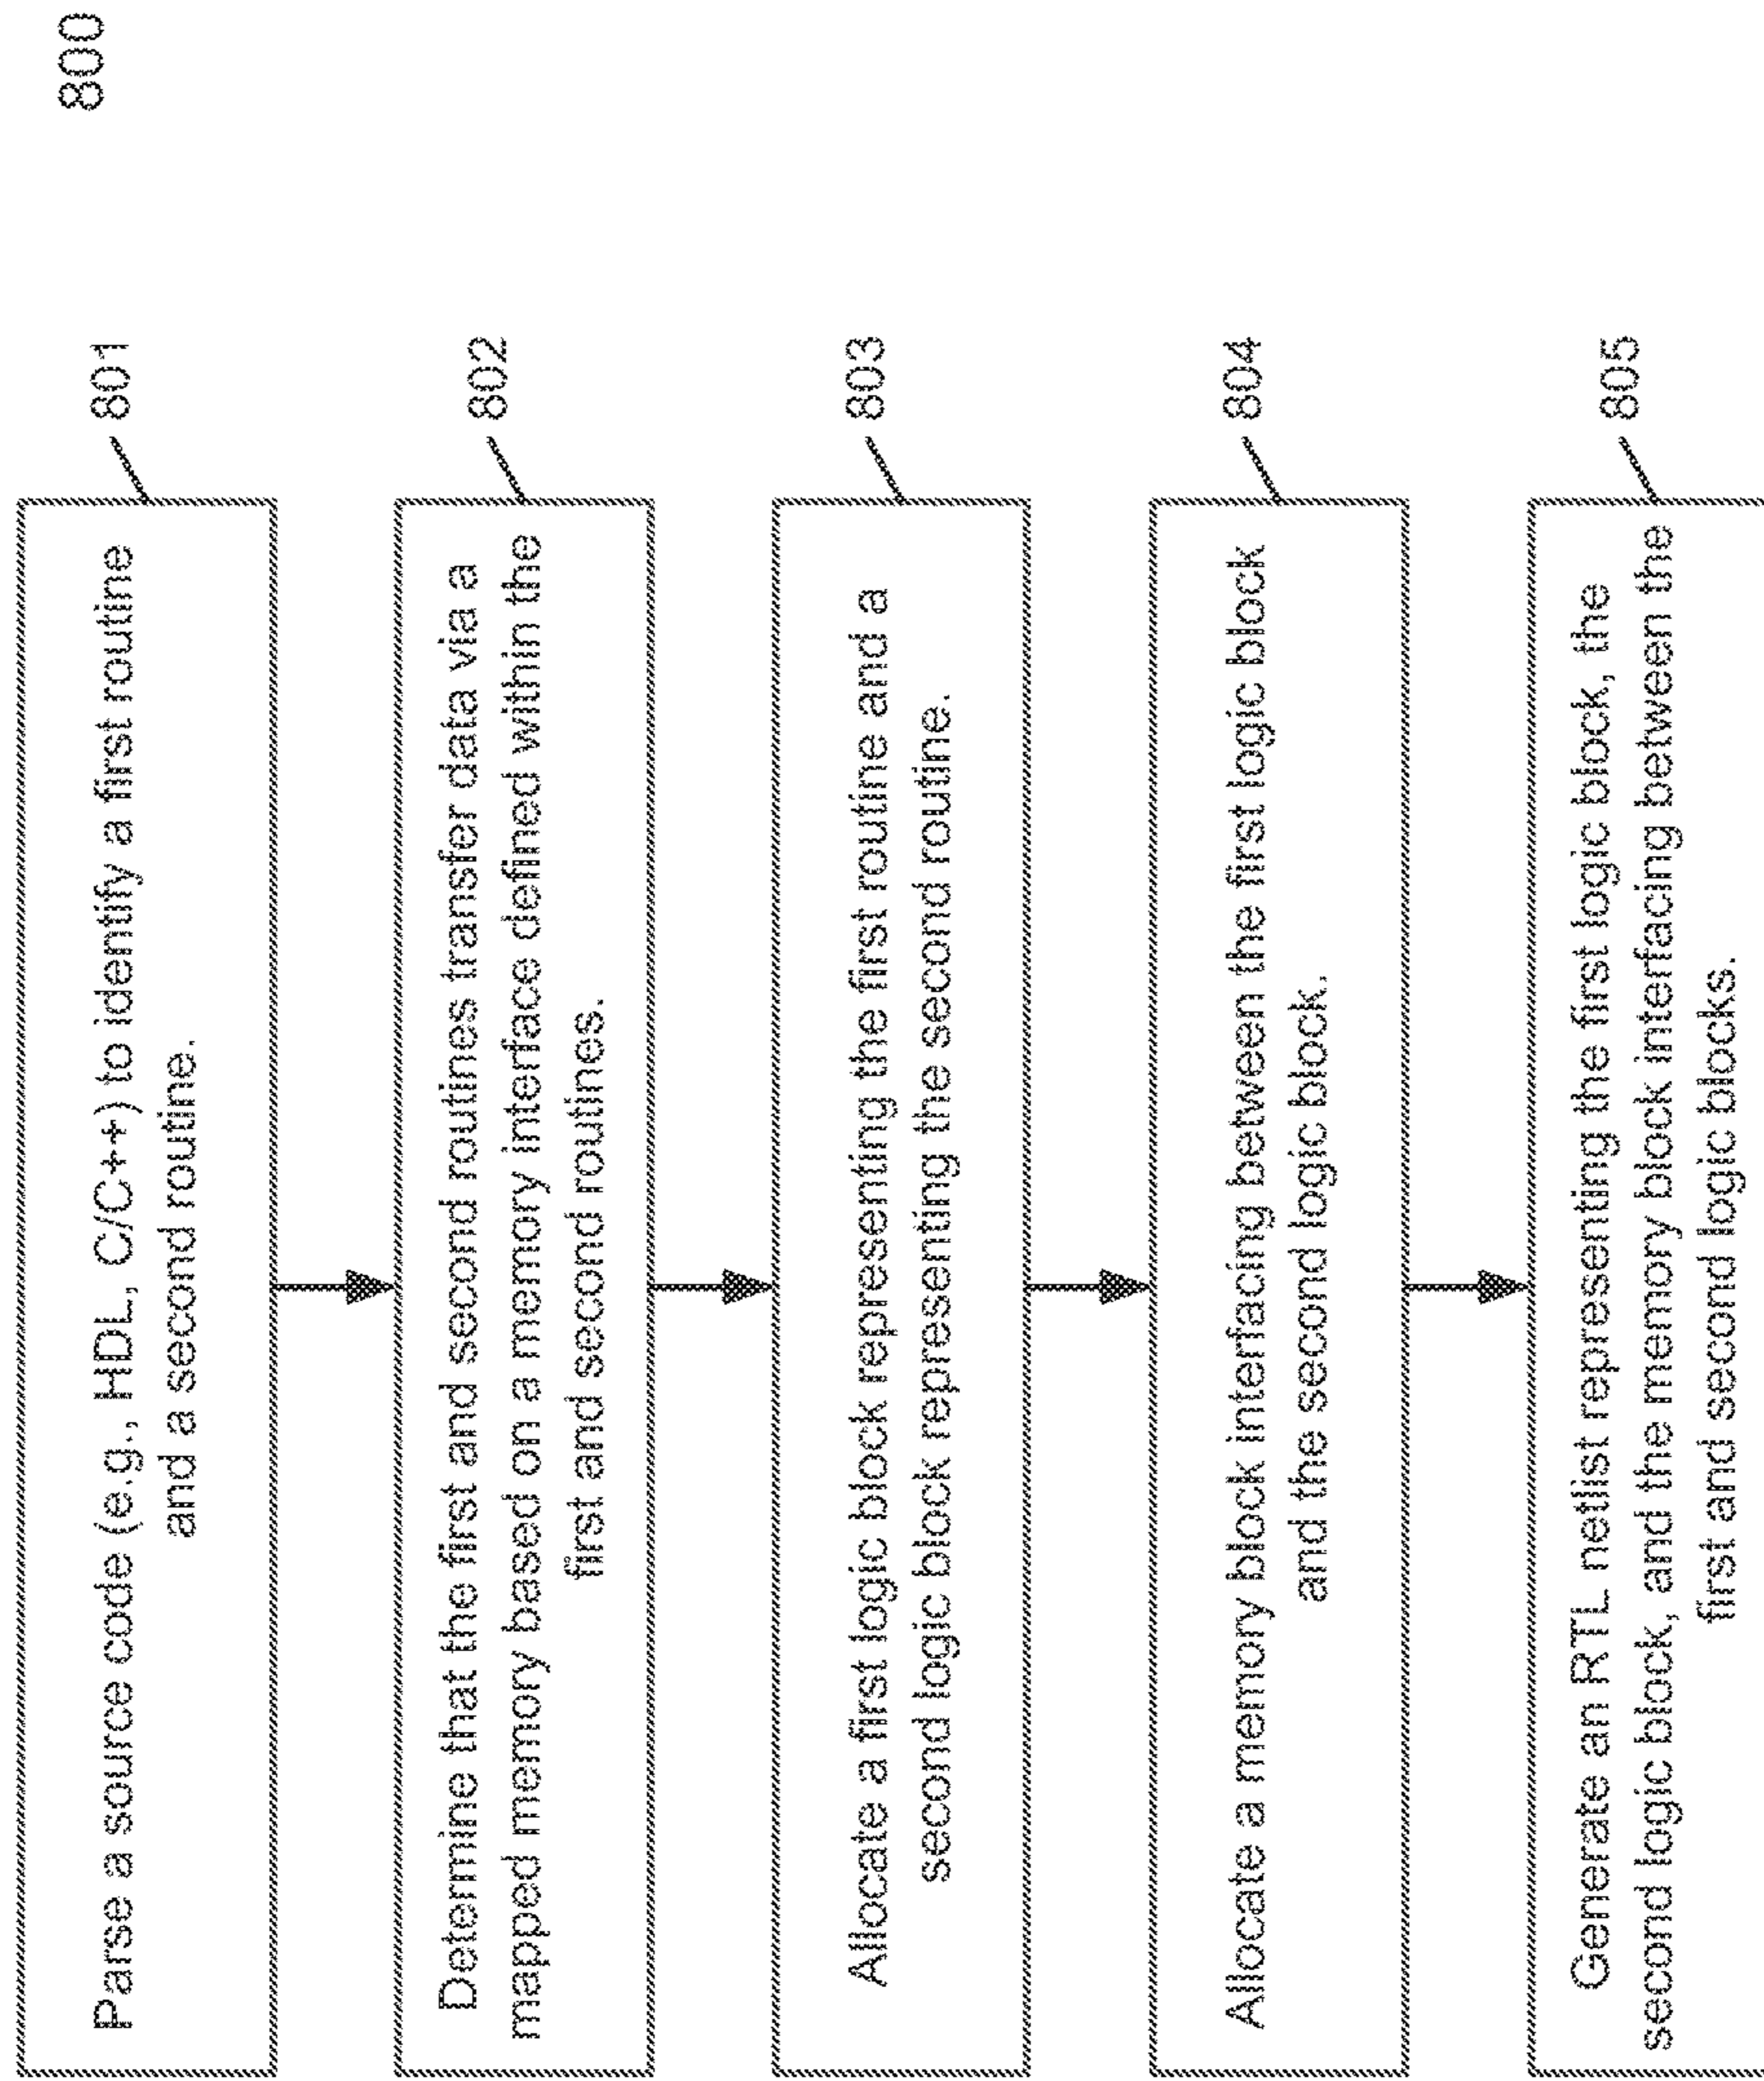 800
Parse a source code (e.g., HDL, C/C++) to identify a first routine
and a second routine.
801
Determine that the first and second routines transfer data via a
mapped memory based on a memory interface defined within the
first and second routines.
802
Allocate a first logic block representing the first routine and a
second logic block representing the second routine.
803
Allocate a memory block interfacing between the first logic block
and the second logic block.
804
Generate an RTL netlist representing the first logic block, the
second logic block, and the memory block interfacing between the
first and second logic blocks.
805